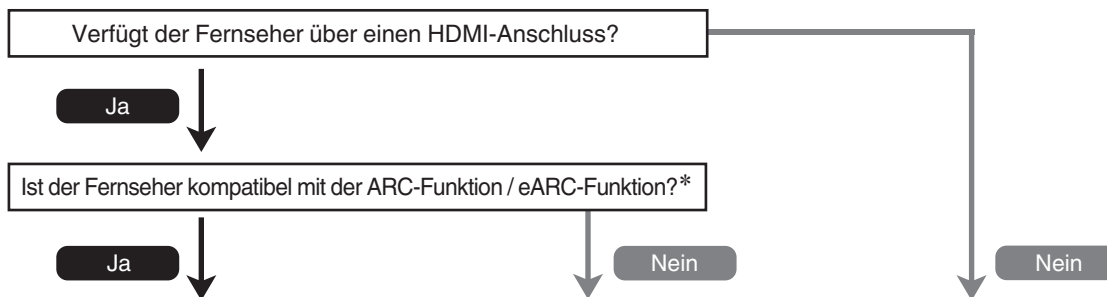 Verfügt der Fernseher über einen HDMI-Anschluss?
Ja
Ist der Fernseher kompatibel mit der ARC-Funktion / eARC-Funktion?*
Ja
Nein
Nein